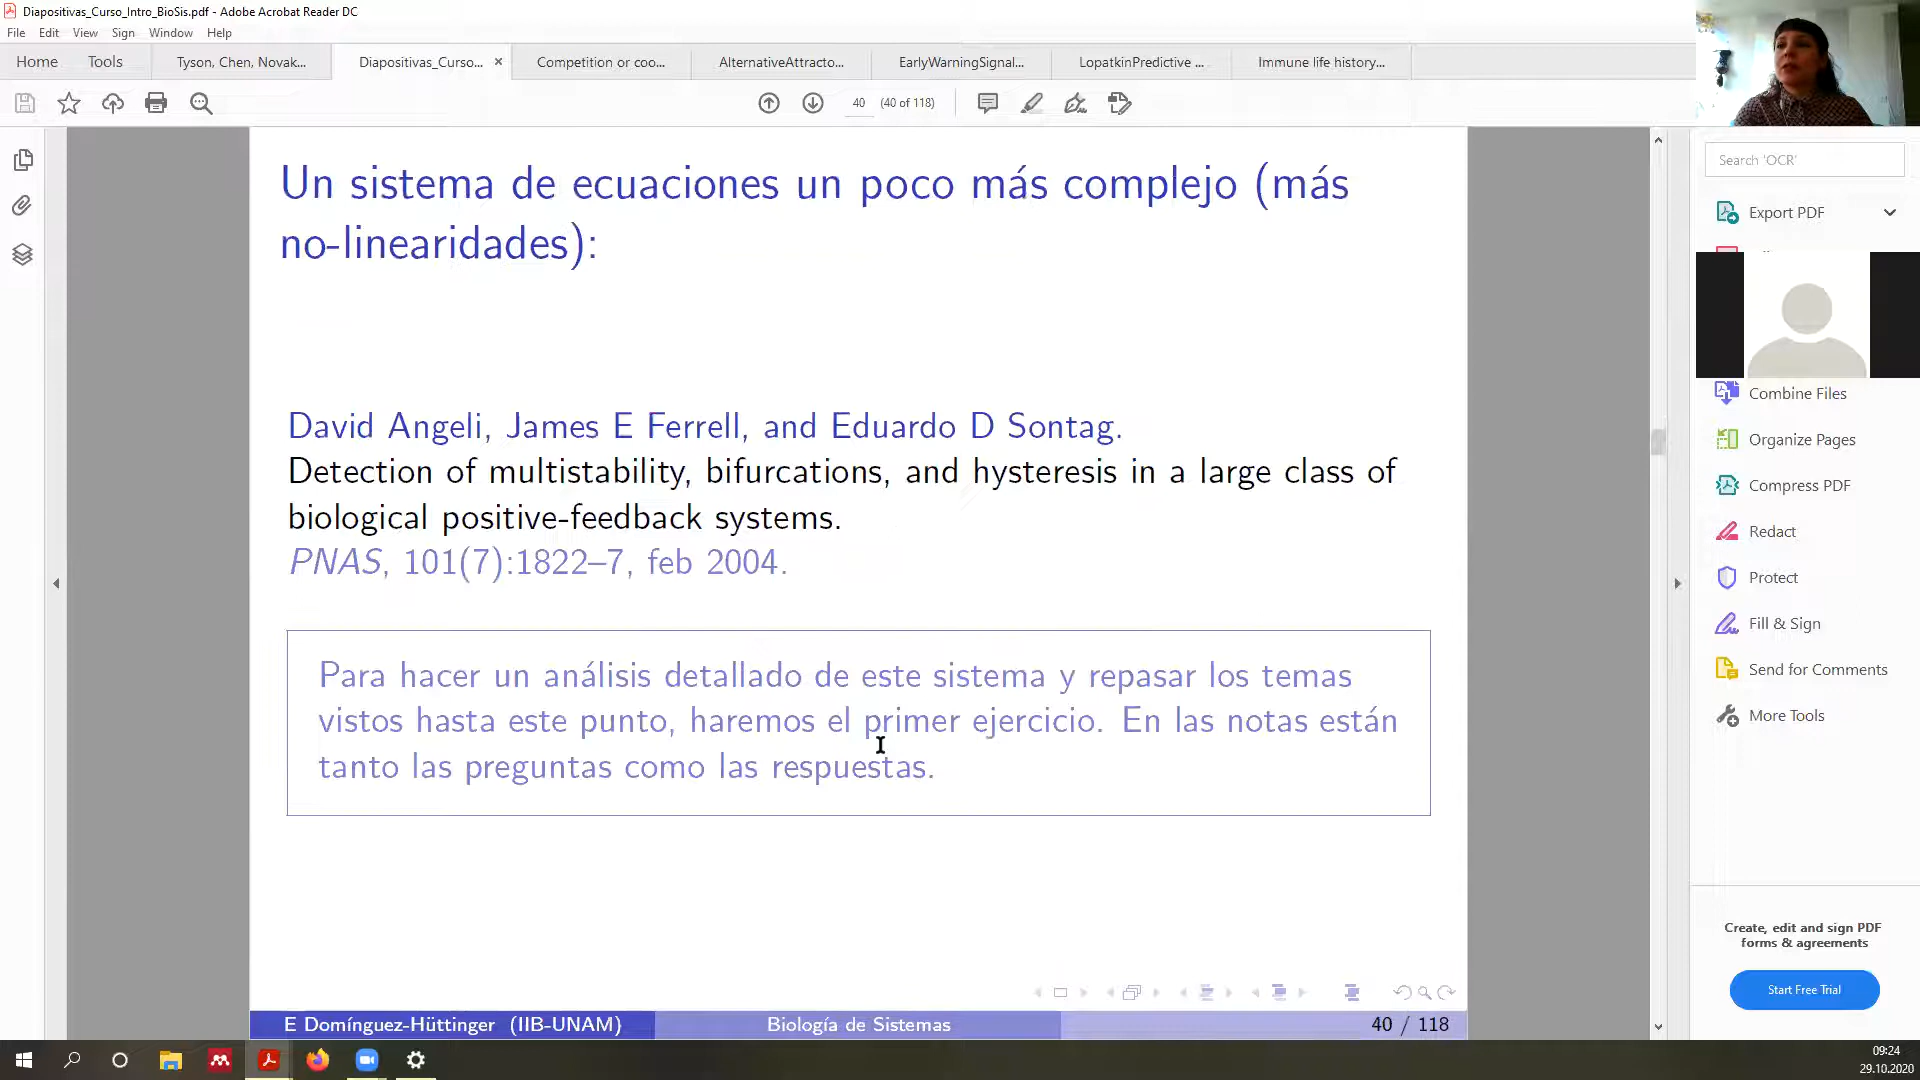 Diapositivas_Curso_Intro_BioSis.pdf - Adobe Acrobat Reader DC
File Edit View Sign Window Help
Home Tools Tyson, Chen, Novak... Diapositivas_Curso... × Competition or coo... AlternativeAttracto... EarlyWarningSignal... LopatkinPredictive ... Immune life history...
40 (40 of 118)
Search 'OCR'
Export PDF
Combine Files
Organize Pages
Compress PDF
Redact
Protect
Fill & Sign
Send for Comments
More Tools
Create, edit and sign PDF
forms & agreements
Start Free Trial
Un sistema de ecuaciones un poco más complejo (más
no-linearidades):
David Angeli, James E Ferrell, and Eduardo D Sontag.
Detection of multistability, bifurcations, and hysteresis in a large class of
biological positive-feedback systems.
PNAS, 101(7):1822–7, feb 2004.
Para hacer un análisis detallado de este sistema y repasar los temas
vistos hasta este punto, haremos el primer ejercicio. En las notas están
tanto las preguntas como las respuestas.
E Domínguez-Hüttinger (IIB-UNAM) Biología de Sistemas 40 / 118
09:24
29.10.2020